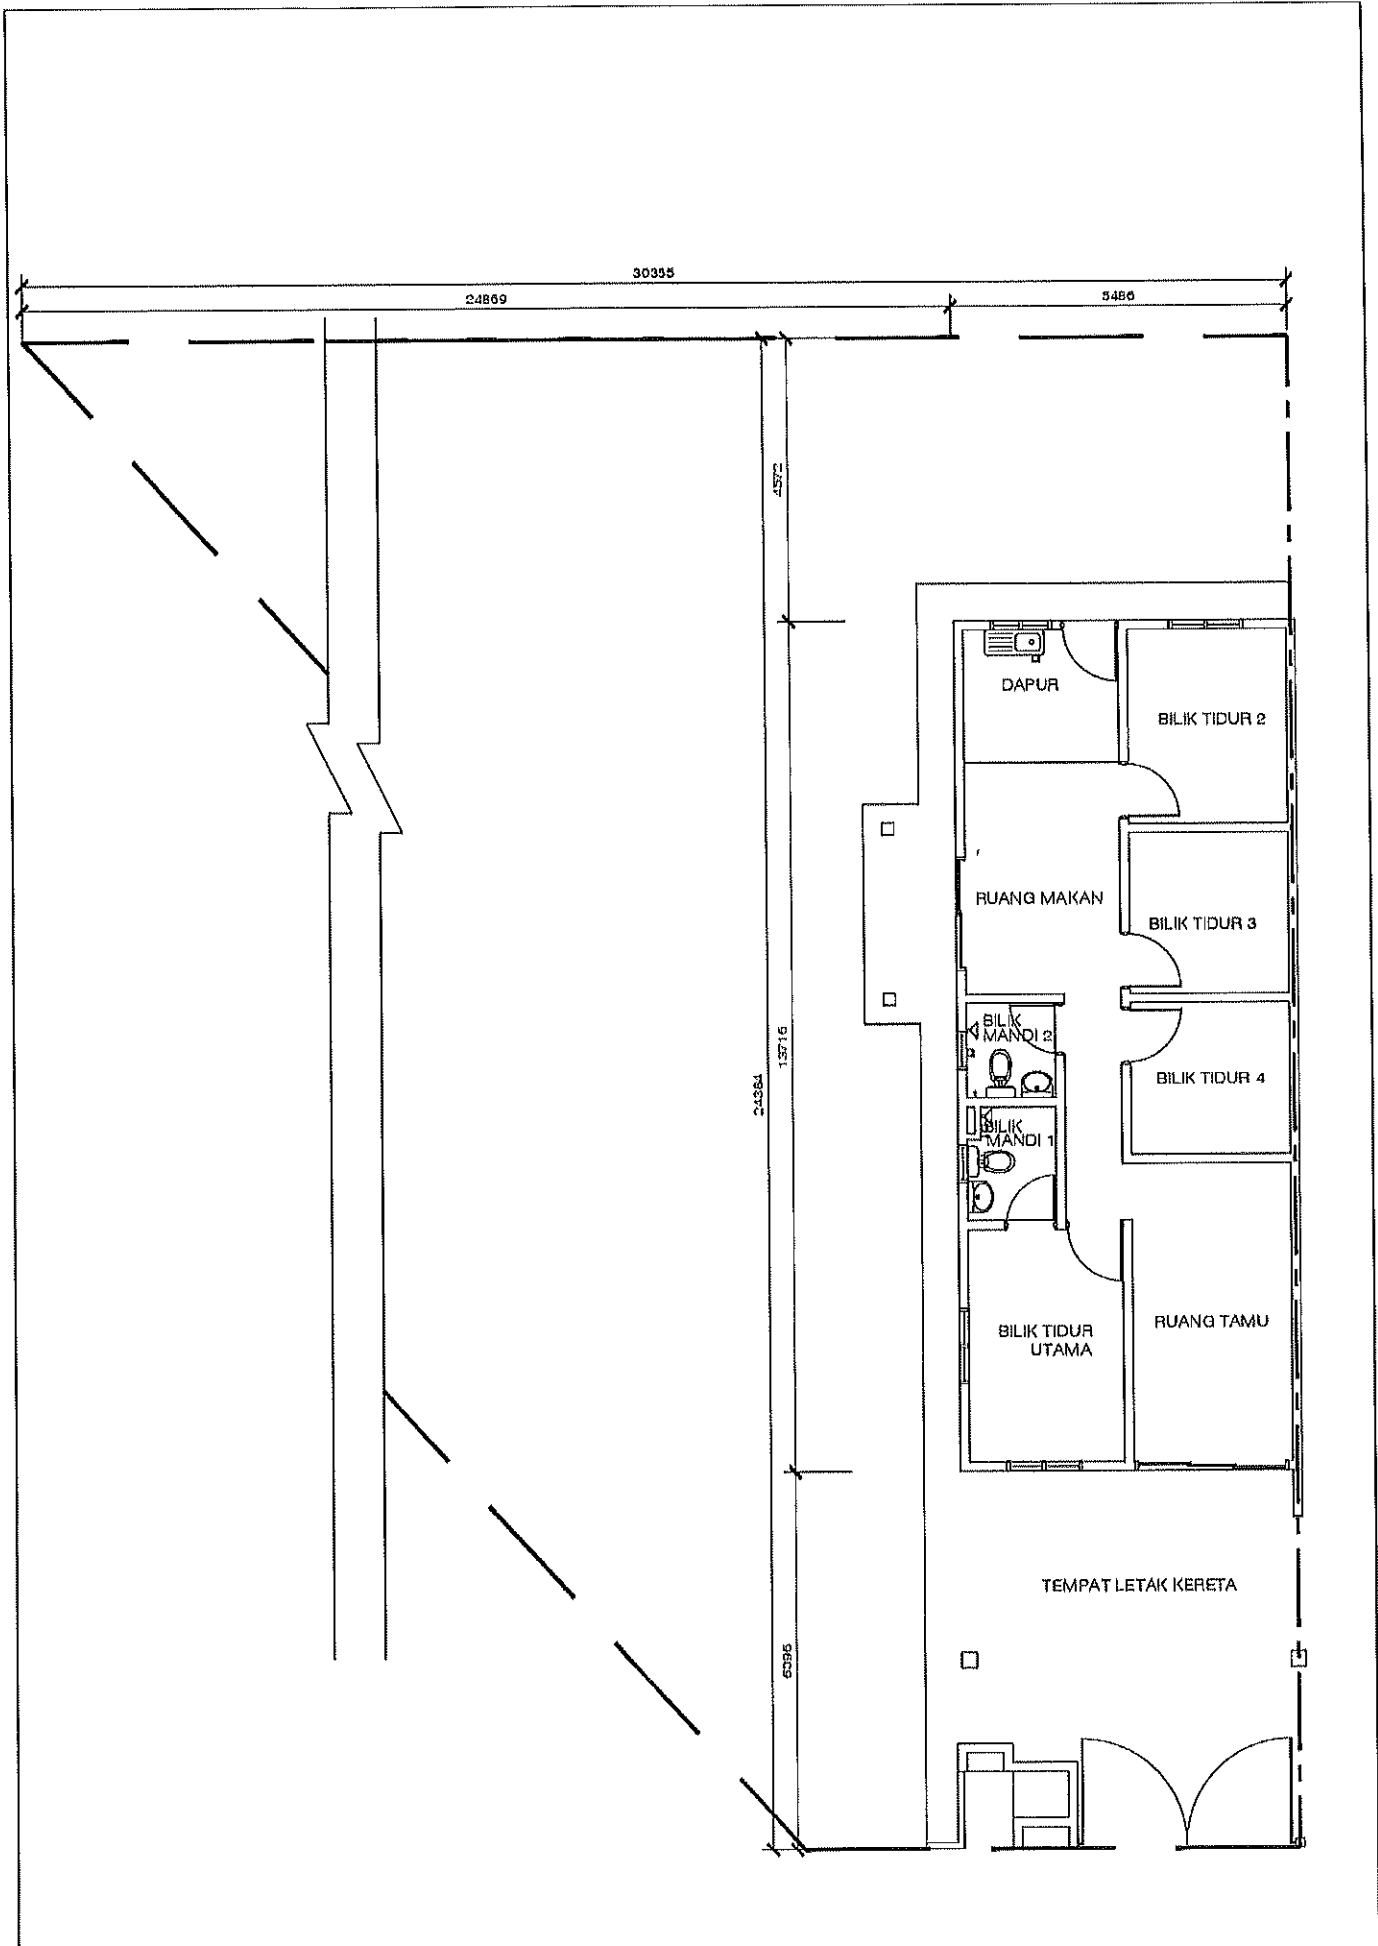 30355
24869
5486
4572
DAPUR
BILIK TIDUR 2
RUANG MAKAN
BILIK TIDUR 3
BILIK
MANDI 2
13716
24384
BILIK TIDUR 4
BILIK
MANDI 1
RUANG TAMU
BILIK TIDUR
UTAMA
TEMPAT LETAK KERETA
6096